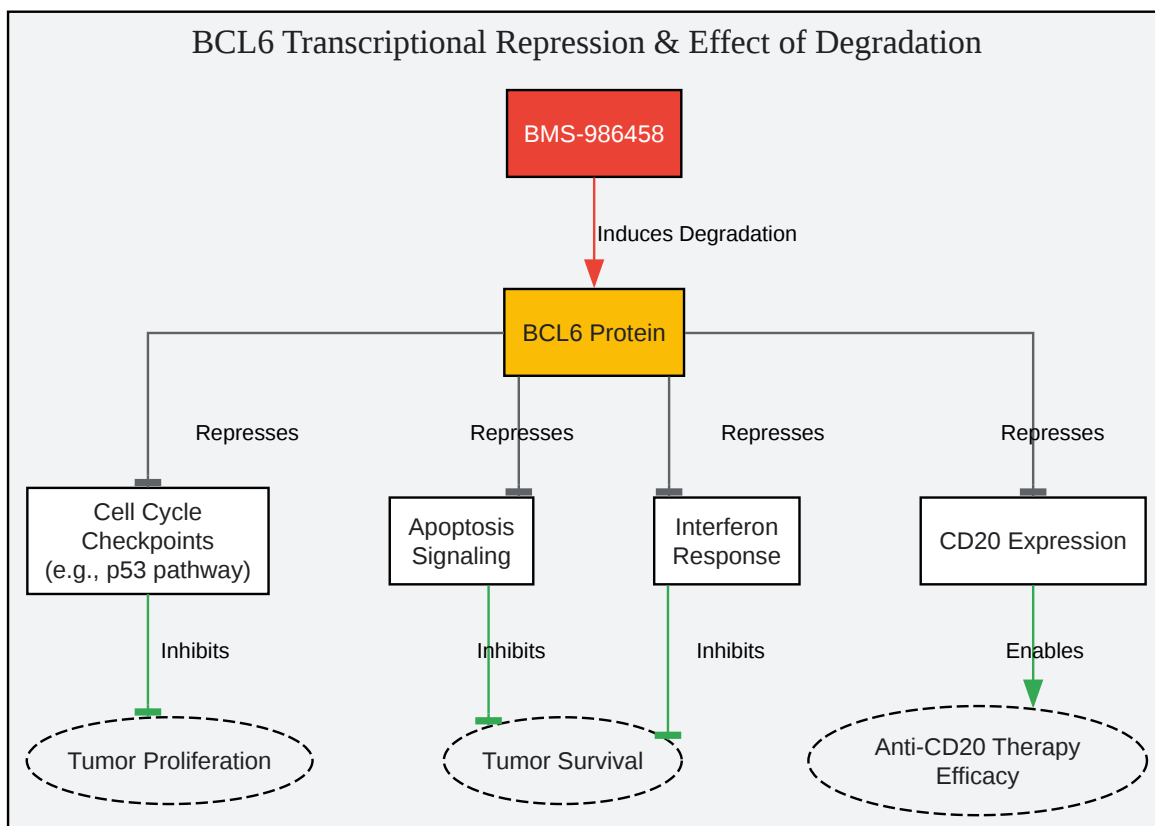 BCL6 Transcriptional Repression & Effect of Degradation
BMS-986458
Induces Degradation
BCL6 Protein
Represses
Represses
Represses
Represses
Cell Cycle
Checkpoints
(e.g., p53 pathway)
Apoptosis
Signaling
Interferon
Response
CD20 Expression
Inhibits
Inhibits
Inhibits
Enables
Tumor Proliferation
Tumor Survival
Anti-CD20 Therapy
Efficacy